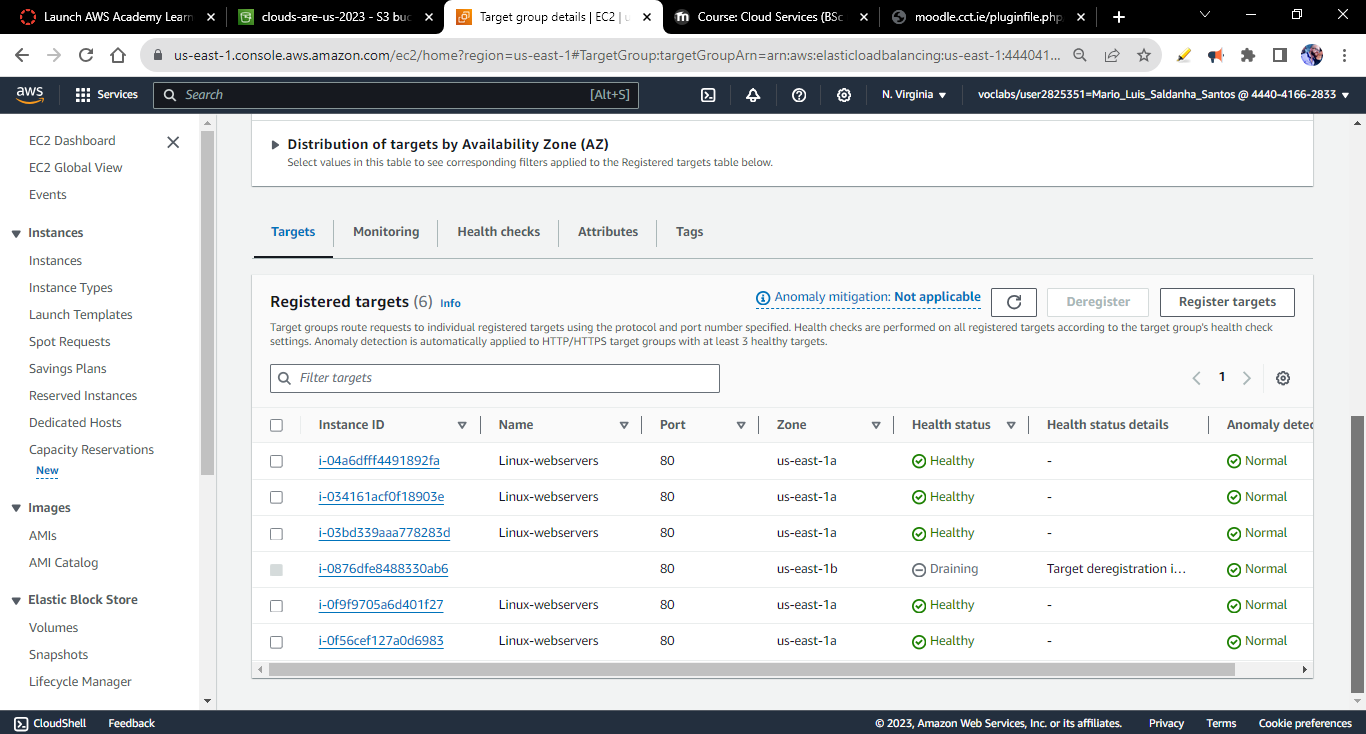 Launch AWS Academy Learn
clouds-are-us-2023 - S3 buc
Target group details | EC2 | u
Course: Cloud Services (BSc
moodle.cct.ie/pluginfile.php
us-east-1.console.aws.amazon.com/ec2/home?region=us-east-1#TargetGroup:targetGroupArn=arn:aws:elasticloadbalancing:us-east-1:444041...
aws
Services
Search
[Alt+S]
N. Virginia
voclabs/user2825351=Mario_Luis_Saldanha_Santos @ 4440-4166-2833
EC2 Dashboard
EC2 Global View
Events
Instances
Instances
Instance Types
Launch Templates
Spot Requests
Savings Plans
Reserved Instances
Dedicated Hosts
Capacity Reservations
New
Images
AMIs
AMI Catalog
Elastic Block Store
Volumes
Snapshots
Lifecycle Manager
Distribution of targets by Availability Zone (AZ)
Select values in this table to see corresponding filters applied to the Registered targets table below.
Targets Monitoring Health checks Attributes Tags
Registered targets (6) Info
Anomaly mitigation: Not applicable
Deregister
Register targets
Target groups route requests to individual registered targets using the protocol and port number specified. Health checks are performed on all registered targets according to the target group's health check
settings. Anomaly detection is automatically applied to HTTP/HTTPS target groups with at least 3 healthy targets.
Filter targets
1
Instance ID Name Port Zone Health status Health status details Anomaly detec
i-04a6dfff4491892fa Linux-webservers 80 us-east-1a Healthy - Normal
i-034161acf0f18903e Linux-webservers 80 us-east-1a Healthy - Normal
i-03bd339aaa778283d Linux-webservers 80 us-east-1a Healthy - Normal
i-0876dfe8488330ab6 80 us-east-1b Draining Target deregistration i... Normal
i-0f9f9705a6d401f27 Linux-webservers 80 us-east-1a Healthy - Normal
i-0f56cef127a0d6983 Linux-webservers 80 us-east-1a Healthy - Normal
CloudShell Feedback © 2023, Amazon Web Services, Inc. or its affiliates. Privacy Terms Cookie preferences